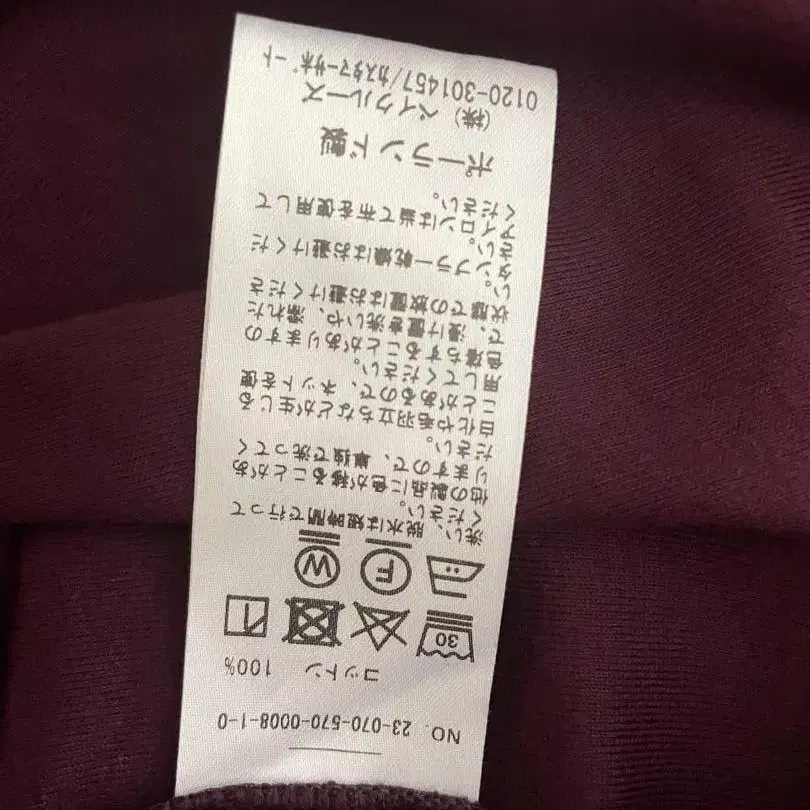 NO. 23-070-570-0008-1-0
コットン 100%
30
F
W
洗い、脱水は短時間で行って
ください。
他の製品に色が移ることがあ
りますので、単独で洗ってく
ださい。
白化や毛羽立ちなどが生じる
ことがあるので、ネットを使
用してください。
色落ちすることがありますの
で、浸け置き洗いや、濡れた
状態での放置はお避けくださ
い。
タンブラー乾燥はお避けくだ
さい。
アイロンは当て布を使用して
ください。
ポーランド製
(株) ベイクルーズ
0120-301457/カスタマーサポート